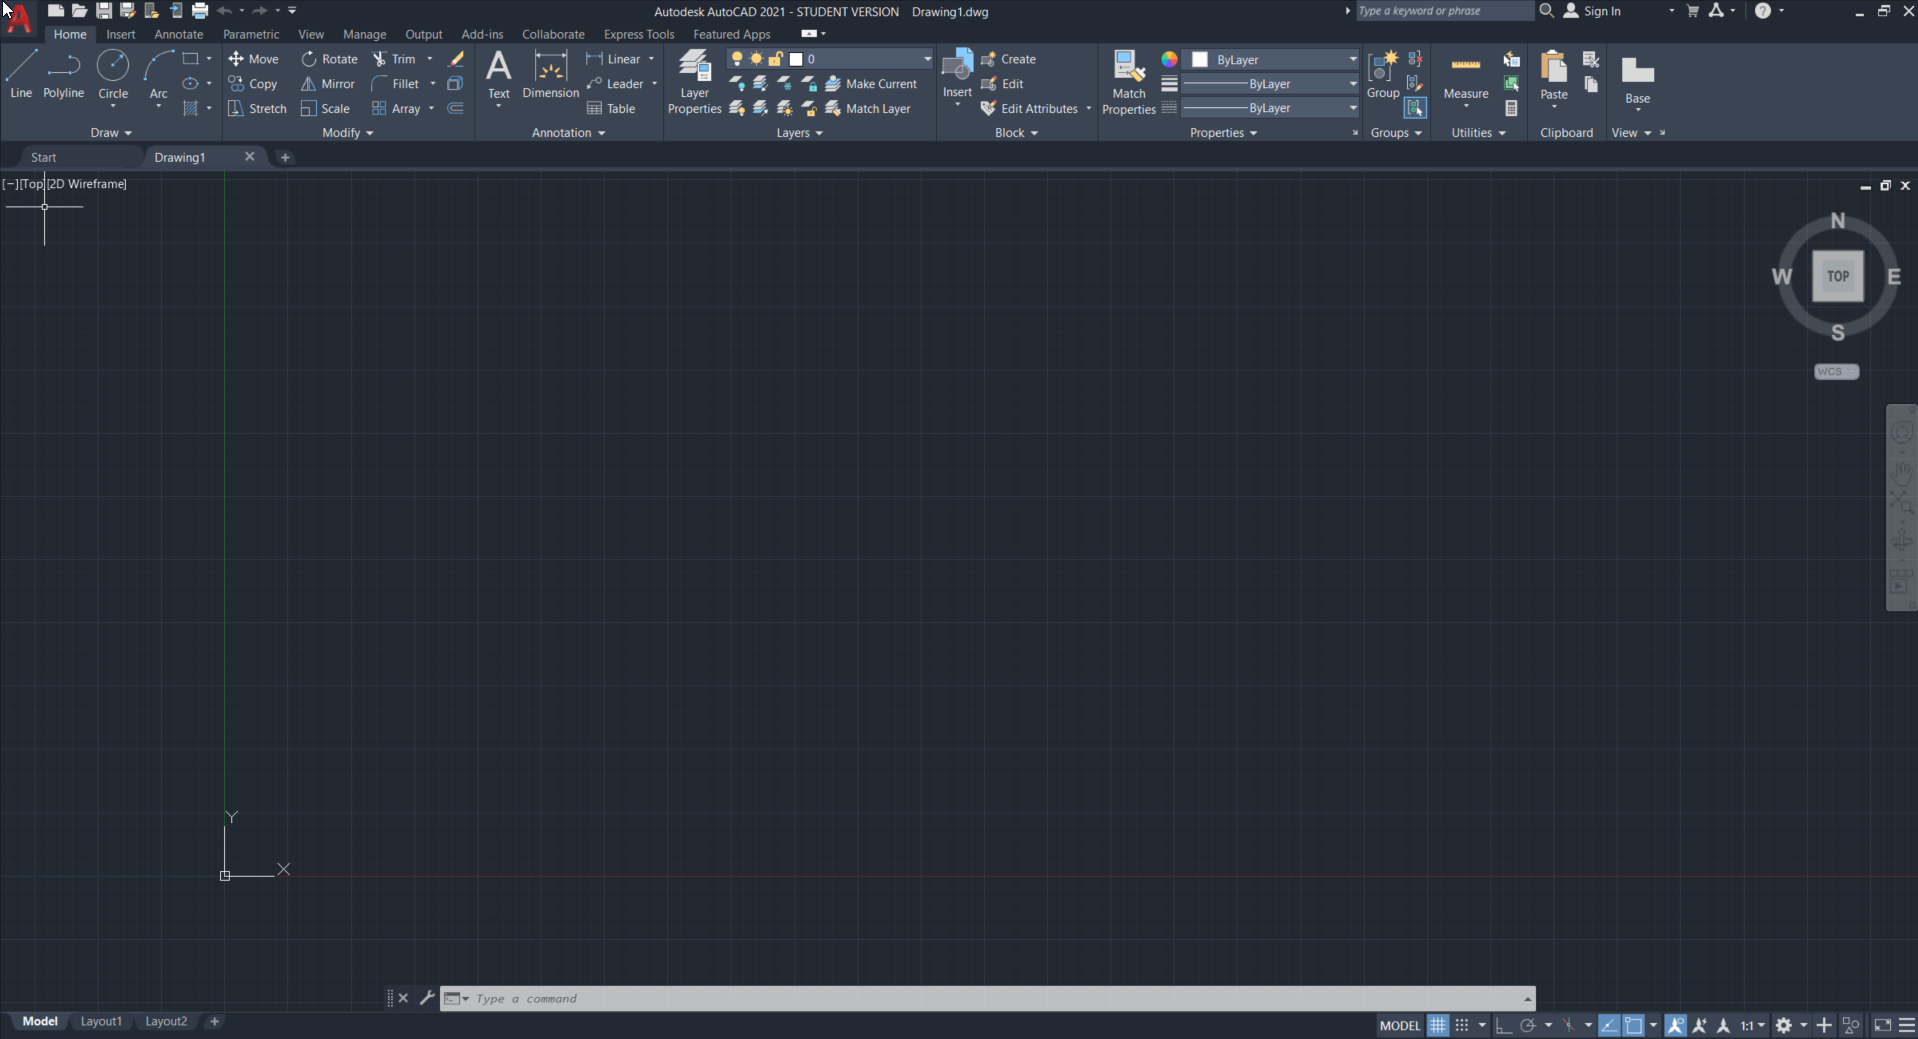 Autodesk AutoCAD 2021 - STUDENT VERSION Drawing1.dwg
Type a keyword or phrase
Sign In
Home Insert Annotate Parametric View Manage Output Add-ins Collaborate Express Tools Featured Apps
Line
Polyline
Circle
Arc
Move
Copy
Stretch
Rotate
Mirror
Scale
Trim
Fillet
Array
Text
Dimension
Linear
Leader
Table
Layer
Properties
0
Make Current
Match Layer
Insert
Create
Edit
Edit Attributes
Match
Properties
ByLayer
ByLayer
ByLayer
Group
Measure
Paste
Base
Draw Modify Annotation Layers Block Properties Groups Utilities Clipboard View
Start Drawing1
[−][Top][2D Wireframe]
N
W TOP E
S
WCS
Y
X
Type a command
Model Layout1 Layout2
MODEL
1:1